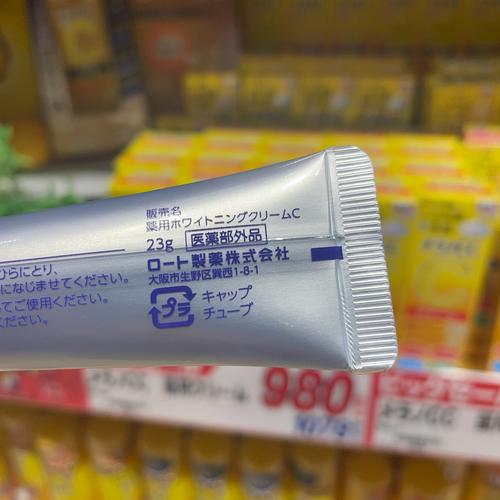 販売名
薬用ホワイトニングクリームC
23g 医薬部外品
ロート製薬株式会社
大阪市生野区巽西1-8-1
プラ
キャップ
チューブ
ひらにとり、
になじませてください。
てご使用ください。
ください。
980